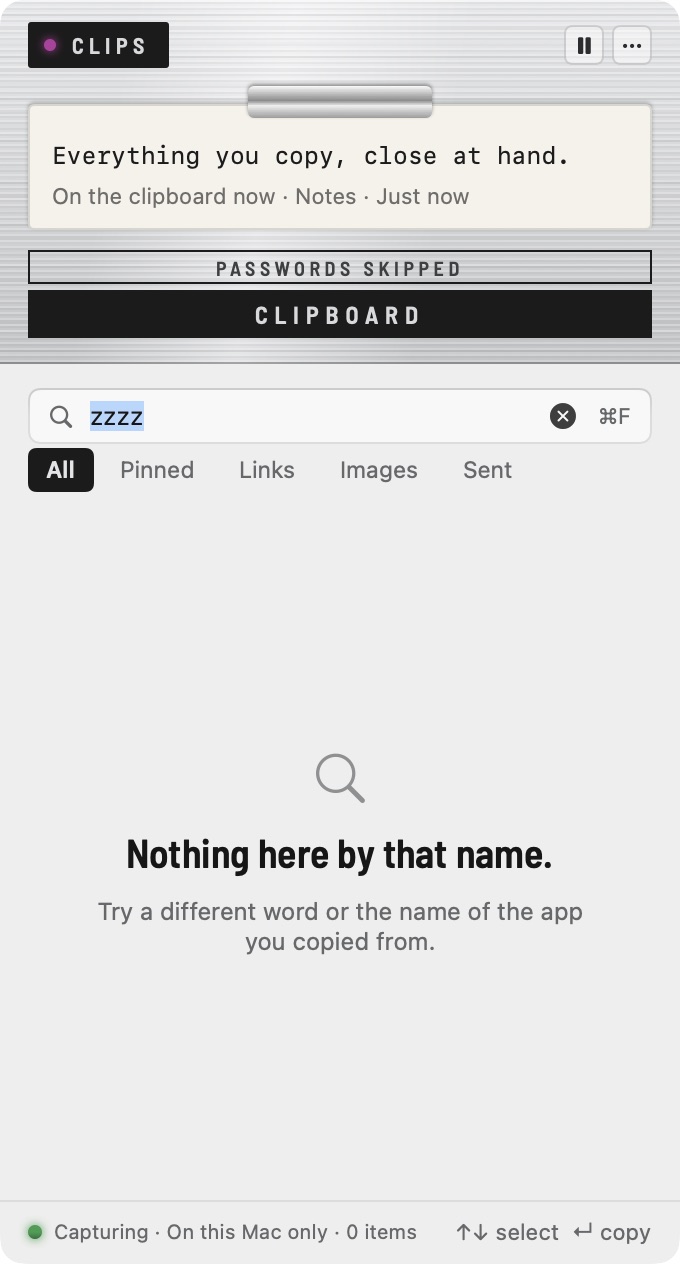 CLIPS
Everything you copy, close at hand.
On the clipboard now · Notes · Just now
PASSWORDS SKIPPED
CLIPBOARD
zzzz ⌘F
All Pinned Links Images Sent
Nothing here by that name.
Try a different word or the name of the app
you copied from.
Capturing · On this Mac only · 0 items ↑↓ select ↵ copy